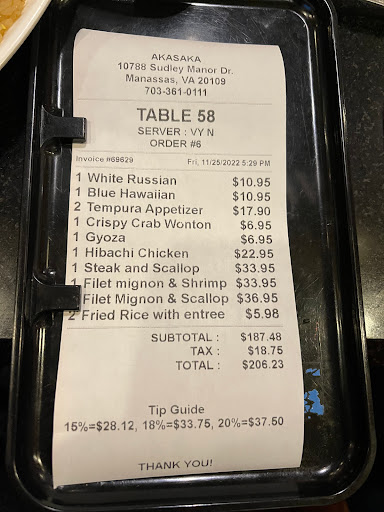 AKASAKA
10788 Sudley Manor Dr.
Manassas, VA 20109
703-361-0111
TABLE 58
SERVER : VY N
ORDER #6
Invoice #69629 Fri, 11/25/2022 5:29 PM
1 White Russian $10.95
1 Blue Hawaiian $10.95
2 Tempura Appetizer $17.90
1 Crispy Crab Wonton $6.95
1 Gyoza $6.95
1 Hibachi Chicken $22.95
1 Steak and Scallop $33.95
1 Filet mignon & Shrimp $33.95
Filet Mignon & Scallop $36.95
2 Fried Rice with entree $5.98
SUBTOTAL : $187.48
TAX : $18.75
TOTAL : $206.23
Tip Guide
15%=$28.12, 18%=$33.75, 20%=$37.50
THANK YOU!